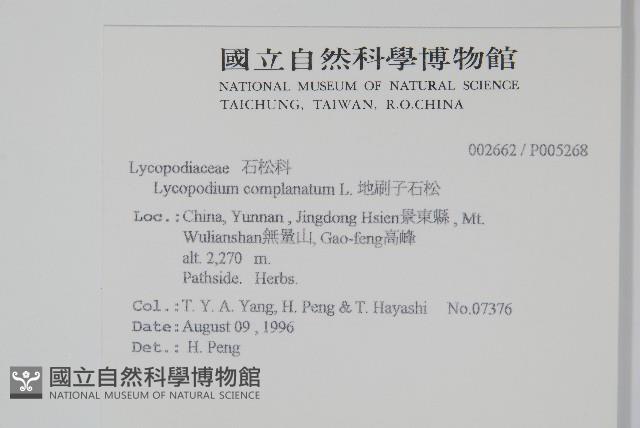 國立自然科學博物館
NATIONAL MUSEUM OF NATURAL SCIENCE
TAICHUNG, TAIWAN, R.O.CHINA
002662 / P005268
Lycopodiaceae 石松科
Lycopodium complanatum L. 地刷子石松
Loc.: China, Yunnan , Jingdong Hsien景東縣 , Mt.
Wulianshan無量山, Gao-feng高峰
alt. 2,270 m.
Pathside. Herbs.
Col.: T. Y. A. Yang, H. Peng & T. Hayashi No.07376
Date: August 09 , 1996
Det.: H. Peng
國立自然科學博物館
NATIONAL MUSEUM OF NATURAL SCIENCE